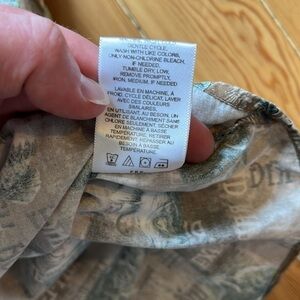 GENTLE CYCLE,
WASH WITH LIKE COLORS,
ONLY NON-CHLORINE BLEACH,
IF NEEDED,
TUMBLE DRY, LOW,
REMOVE PROMPTLY,
IRON, MEDIUM, IF NEEDED
LAVABLE EN MACHINE, À
FROID, CYCLE DÉLICAT, LAVER
AVEC DES COULEURS
SIMILAIRES.
EN UTILISANT, AU BESOIN, UN
AGENT DE BLANCHIMENT SANS
CHLORE SEULEMENT, SÉCHER
EN MACHINE À BASSE
TEMPÉRATURE, RETIRER
RAPIDEMENT, REPASSER AU
BESOIN À BASSE
TEMPÉRATURE.